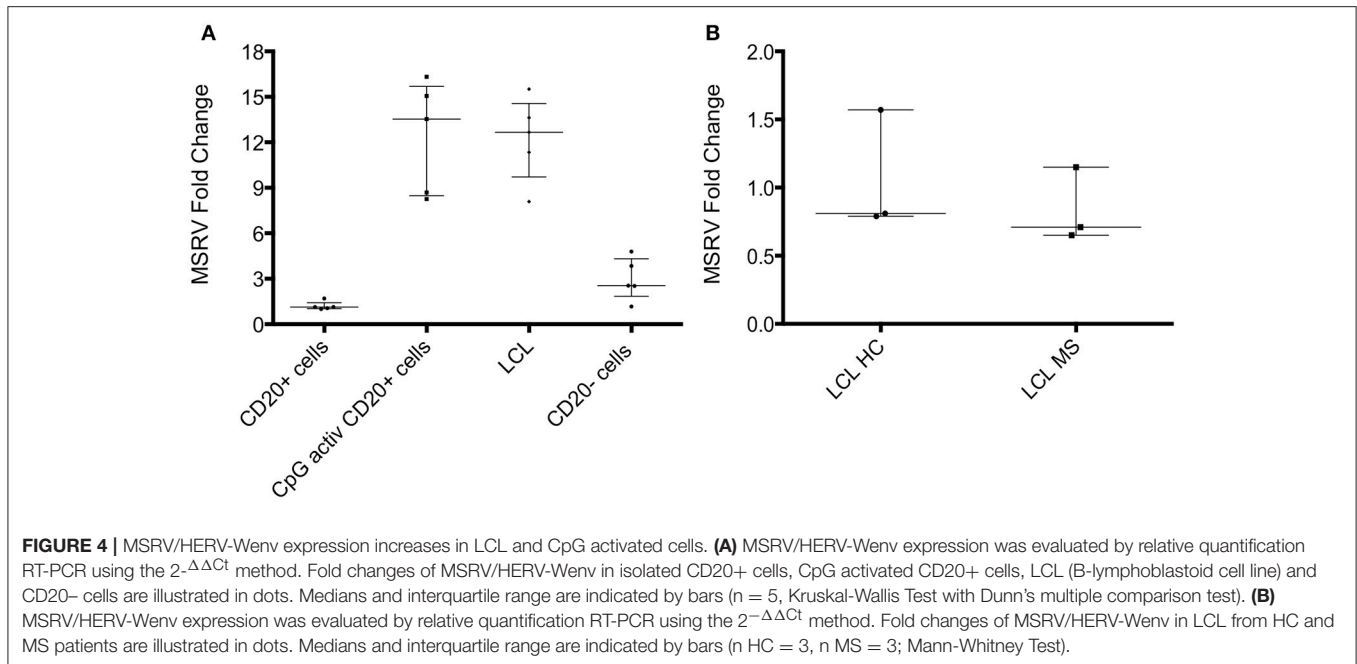 A
MSRV Fold Change
18
15
12
9
6
3
0
CD20+ cells
CpG activ CD20+ cells
LCL
CD20- cells
B
MSRV Fold Change
2.0
1.5
1.0
0.5
0.0
LCL HC
LCL MS
FIGURE 4 | MSRV/HERV-Wenv expression increases in LCL and CpG activated cells. (A) MSRV/HERV-Wenv expression was evaluated by relative quantification
RT-PCR using the 2-ΔΔCt method. Fold changes of MSRV/HERV-Wenv in isolated CD20+ cells, CpG activated CD20+ cells, LCL (B-lymphoblastoid cell line) and
CD20– cells are illustrated in dots. Medians and interquartile range are indicated by bars (n = 5, Kruskal-Wallis Test with Dunn's multiple comparison test). (B)
MSRV/HERV-Wenv expression was evaluated by relative quantification RT-PCR using the 2−ΔΔCt method. Fold changes of MSRV/HERV-Wenv in LCL from HC and
MS patients are illustrated in dots. Medians and interquartile range are indicated by bars (n HC = 3, n MS = 3; Mann-Whitney Test).